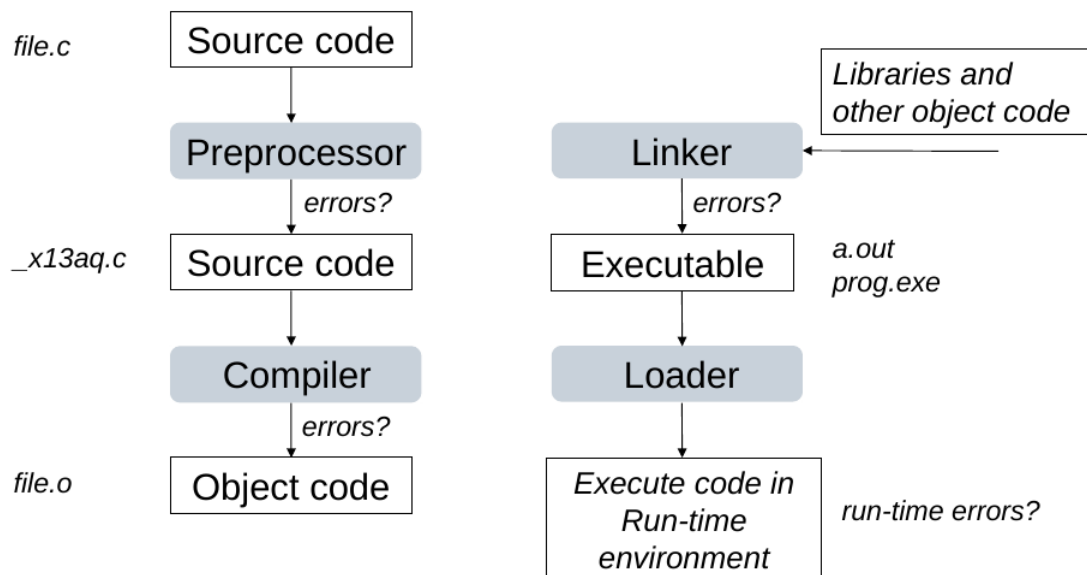 file.c
Source code
Preprocessor
errors?
_x13aq.c
Source code
Compiler
errors?
file.o
Object code
Libraries and
other object code
Linker
errors?
Executable
a.out
prog.exe
Loader
Execute code in
Run-time
environment
run-time errors?